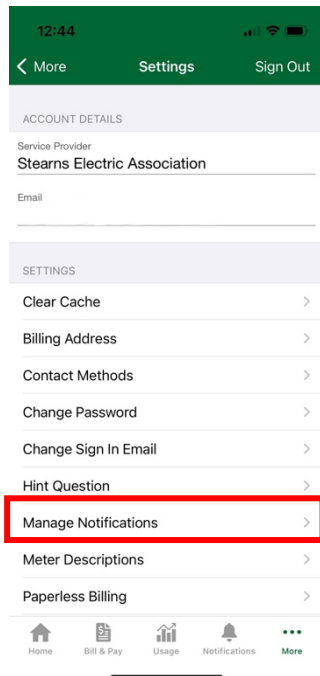 12:44
More Settings Sign Out
ACCOUNT DETAILS
Service Provider
Stearns Electric Association
Email
SETTINGS
Clear Cache
Billing Address
Contact Methods
Change Password
Change Sign In Email
Hint Question
Manage Notifications
Meter Descriptions
Paperless Billing
Home Bill & Pay Usage Notifications More